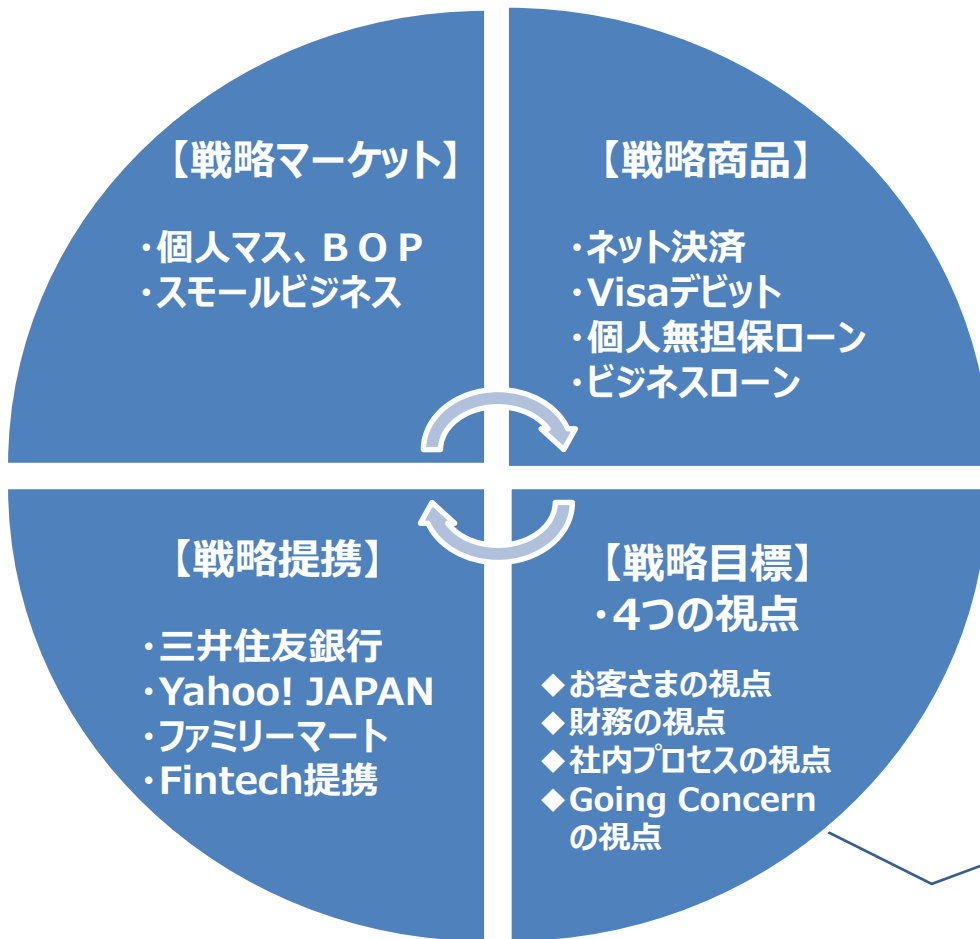 【戦略マーケット】
・個人マス、ＢＯＰ
・スモールビジネス
【戦略商品】
・ネット決済
・Visaデビット
・個人無担保ローン
・ビジネスローン
【戦略提携】
・三井住友銀行
・Yahoo! JAPAN
・ファミリーマート
・Fintech提携
【戦略目標】
・4つの視点
◆お客さまの視点
◆財務の視点
◆社内プロセスの視点
◆Going Concern
の視点